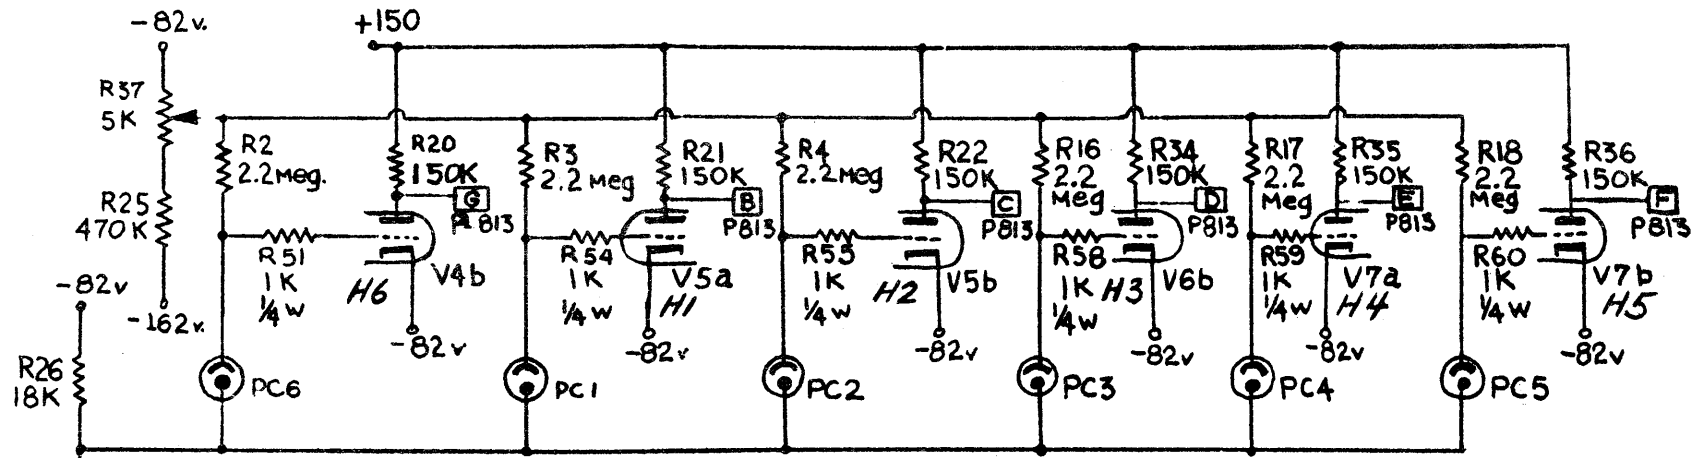 -82v.
+150
R37
5K
R2
2.2 Meg.
R20
150K
G
P813
R3
2.2 Meg
R21
150K
B
P813
R4
2.2 Meg
R22
150K
C
P813
R16
2.2
Meg
R34
150K
D
P813
R17
2.2
Meg
R35
150K
E
P813
R18
2.2
Meg
R36
150K
F
P813
R25
470K
-82v
-162v.
R51
1K
1/4 W
H6
V4b
-82v
R54
1K
1/4 W
H1
V5a
-82v
R55
1K
1/4 W
H2
V5b
-82v
R58
1K
1/4 W
H3
V6b
-82v
R59
1K
1/4 W
V7a
H4
-82v
R60
1K
1/4 W
V7b
H5
-82v
R26
18K
PC6
PC1
PC2
PC3
PC4
PC5